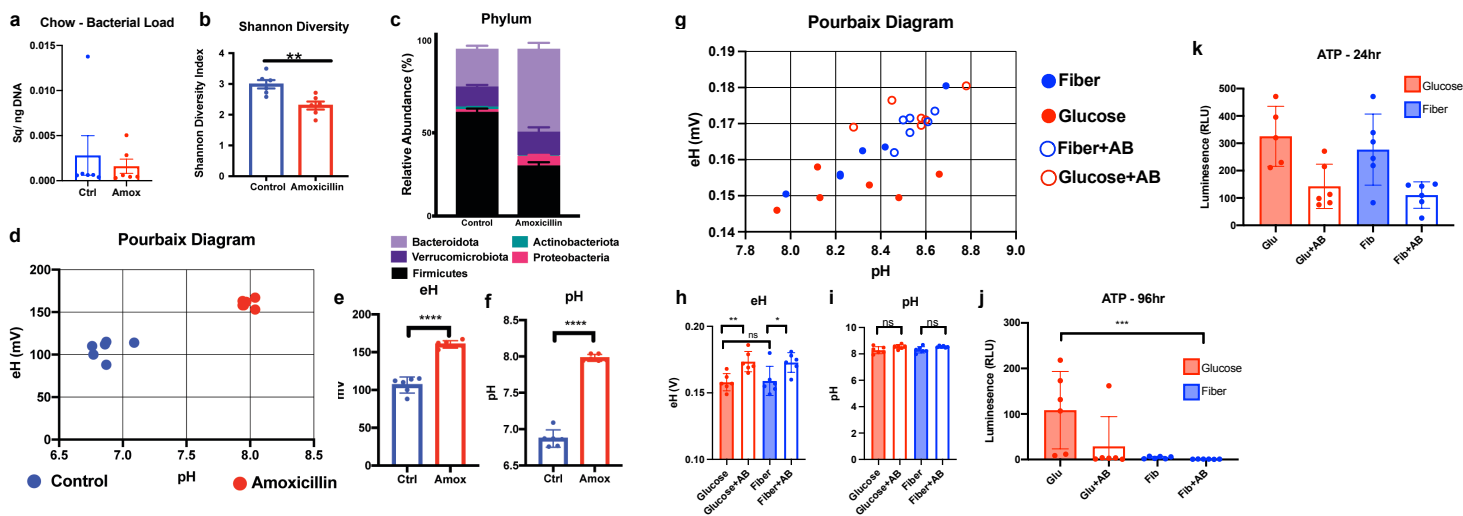 a
Chow - Bacterial Load
0.015
0.010
0.005
0.000
Sq/ ng DNA
Ctrl
Amox
b
Shannon Diversity
**
4
3
2
1
0
Shannon Diversity Index
Control
Amoxicillin
c
Phylum
100
50
0
Relative Abundance (%)
Control
Amoxicillin
Bacteroidota
Actinobacteriota
Verrucomicrobiota
Proteobacteria
Firmicutes
d
Pourbaix Diagram
200
150
100
50
0
eH (mV)
6.5
7.0
7.5
8.0
8.5
pH
Control
Amoxicillin
e
eH
****
200
150
100
50
0
mv
Ctrl
Amox
f
pH
****
8.5
8.0
7.5
7.0
6.5
pH
Ctrl
Amox
g
Pourbaix Diagram
0.19
0.18
0.17
0.16
0.15
0.14
eH (mV)
7.8
8.0
8.2
8.4
8.6
8.8
9.0
pH
Fiber
Glucose
Fiber+AB
Glucose+AB
h
eH
**
ns
*
0.20
0.15
0.10
eH (V)
Glucose
Glucose+AB
Fiber
Fiber+AB
i
pH
ns
ns
10
8
6
4
2
0
pH
Glucose
Glucose+AB
Fiber
Fiber+AB
j
ATP - 96hr
***
300
200
100
0
Luminesence (RLU)
Glu
Glu+AB
Fib
Fib+AB
Glucose
Fiber
k
ATP - 24hr
500
400
300
200
100
0
Luminesence (RLU)
Glu
Glu+AB
Fib
Fib+AB
Glucose
Fiber